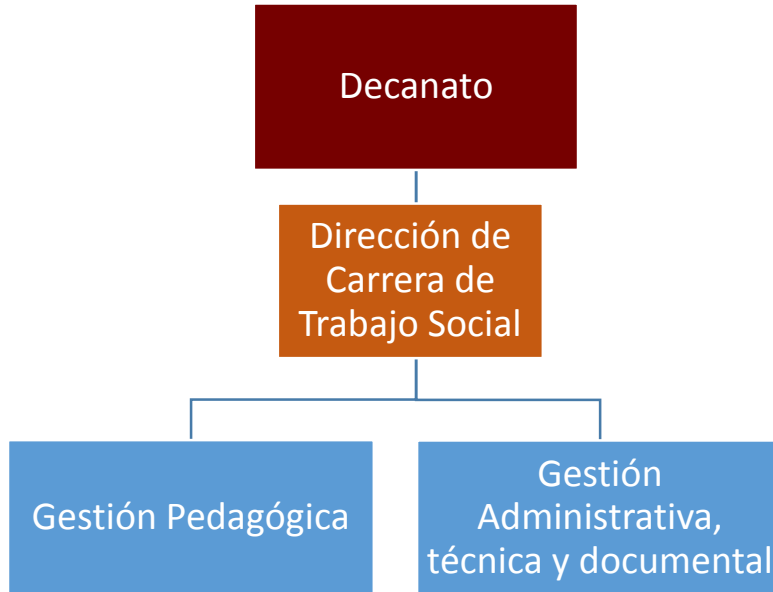 Decanato
Dirección de
Carrera de
Trabajo Social
Gestión Pedagógica
Gestión
Administrativa,
técnica y documental